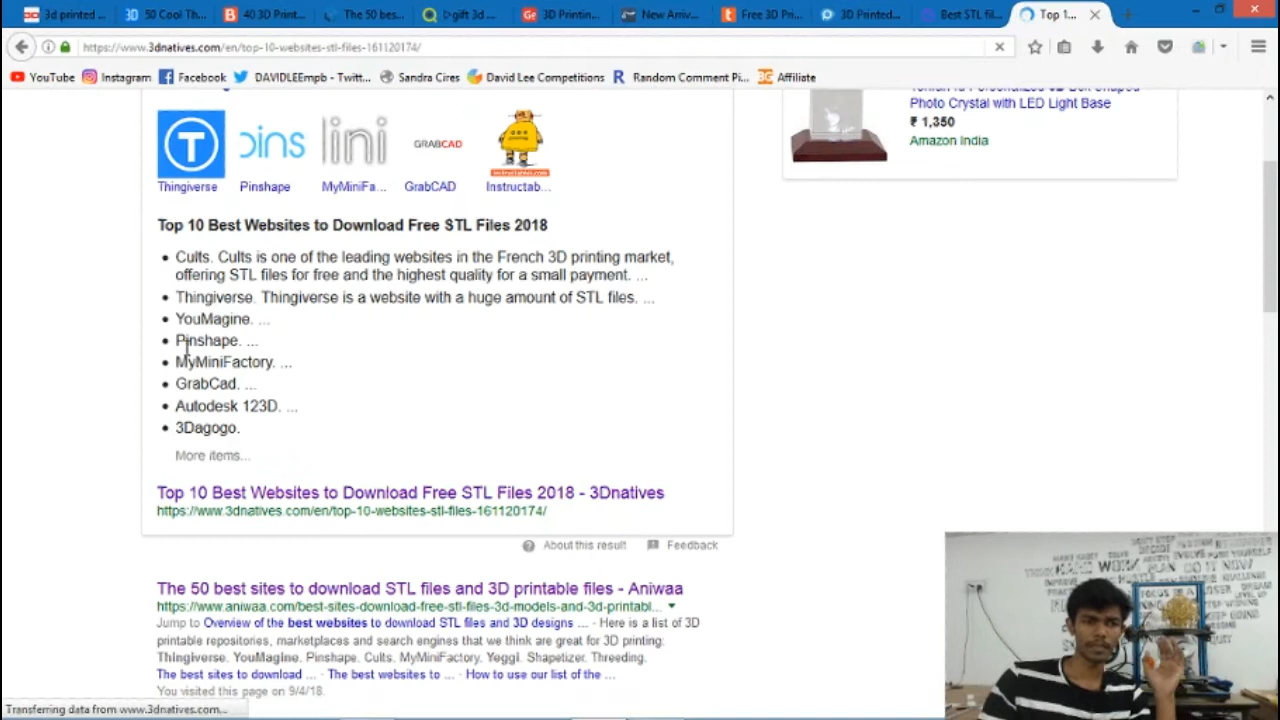 3d printed ...
50 Cool Th...
40 3D Print...
The 50 bes...
gift 3d ...
3D Printin...
New Arriv...
Free 3D Pri...
3D Printed...
Best STL fil...
Top 1...
https://www.3dnatives.com/en/top-10-websites-stl-files-161120174/
YouTube
Instagram
Facebook
DAVIDLEEmpb - Twitt...
Sandra Cires
David Lee Competitions
Random Comment Pi...
Affiliate
Photo Crystal with LED Light Base
₹ 1,350
Amazon India
T
pins
lini
GRABCAD
instructables.com
Thingiverse
Pinshape
MyMiniFa...
GrabCAD
Instructab...
Top 10 Best Websites to Download Free STL Files 2018
Cults. Cults is one of the leading websites in the French 3D printing market,
offering STL files for free and the highest quality for a small payment. ...
Thingiverse. Thingiverse is a website with a huge amount of STL files. ...
YouMagine. ...
Pinshape. ...
MyMiniFactory. ...
GrabCad. ...
Autodesk 123D. ...
3Dagogo.
More items...
Top 10 Best Websites to Download Free STL Files 2018 - 3Dnatives
https://www.3dnatives.com/en/top-10-websites-stl-files-161120174/
About this result
Feedback
The 50 best sites to download STL files and 3D printable files - Aniwaa
https://www.aniwaa.com/best-sites-download-free-stl-files-3d-models-and-3d-printabl...
Jump to Overview of the best websites to download STL files and 3D designs ... - Here is a list of 3D
printable repositories, marketplaces and search engines that we think are great for 3D printing:
Thingiverse, YouMagine, Pinshape, Cults, MyMiniFactory, Yeggi, Shapetizer, Threeding.
The best sites to download ... · The best websites to ... · How to use our list of the ...
You visited this page on 9/4/18.
Transferring data from www.3dnatives.com...
WORK
DO IT NOW